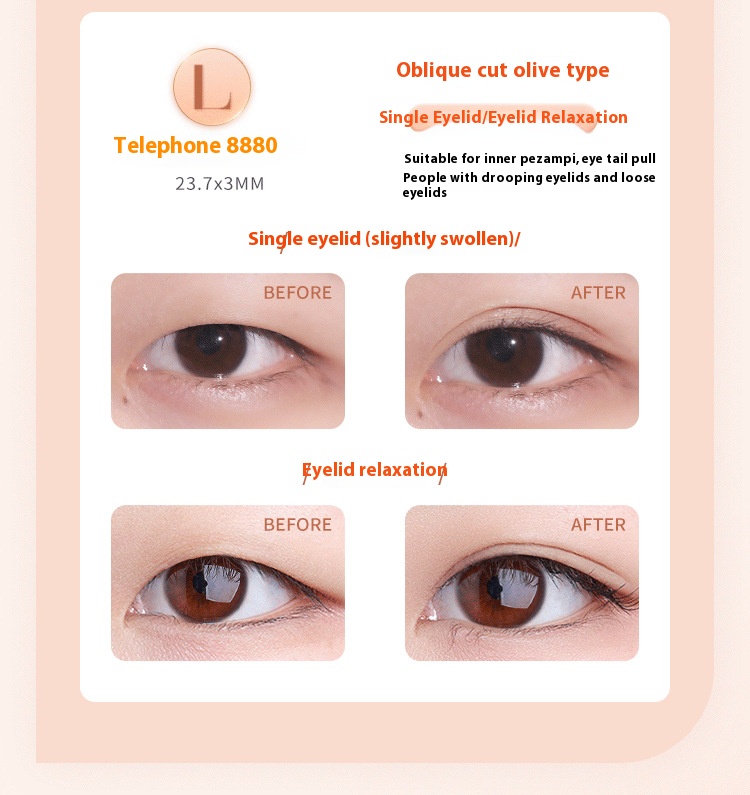 L
Oblique cut olive type
Telephone 8880
Single Eyelid/Eyelid Relaxation
23.7x3MM
Suitable for inner pezampi, eye tail pull
People with drooping eyelids and loose
eyelids
Single eyelid (slightly swollen)/
BEFORE
AFTER
Eyelid relaxation
BEFORE
AFTER